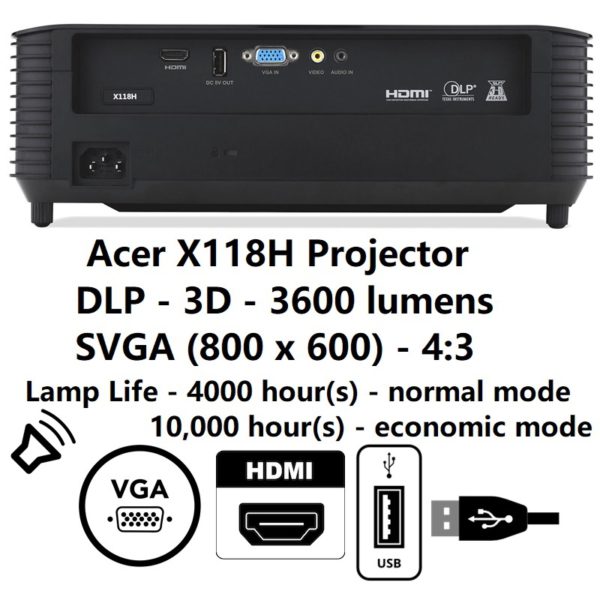 HDMI
DC 5V OUT
VGA IN
VIDEO
AUDIO IN
X118H
HDMI
DLP
TEXAS INSTRUMENTS
Acer X118H Projector
DLP - 3D - 3600 lumens
SVGA (800 x 600) - 4:3
Lamp Life - 4000 hour(s) - normal mode
10,000 hour(s) - economic mode
VGA
HDMI
USB